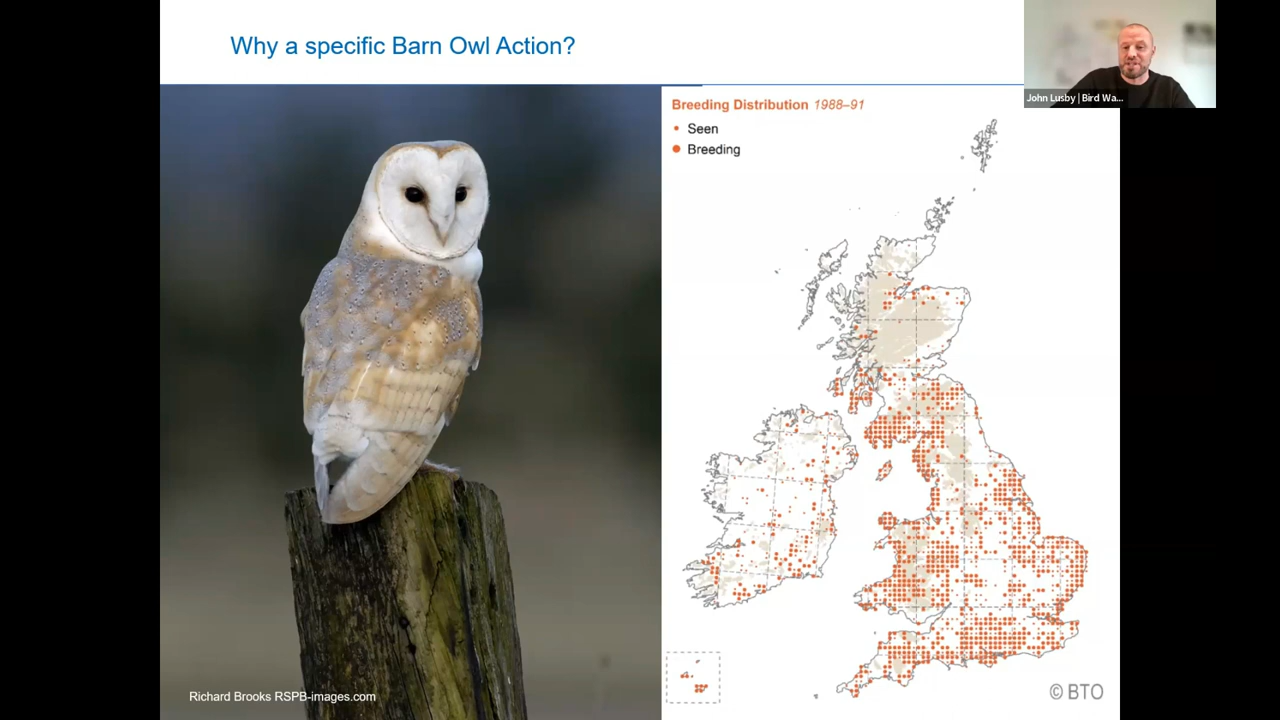 Why a specific Barn Owl Action?
John Lusby | Bird Wa...
Breeding Distribution 1988–91
Seen
Breeding
Richard Brooks RSPB-images.com
© BTO